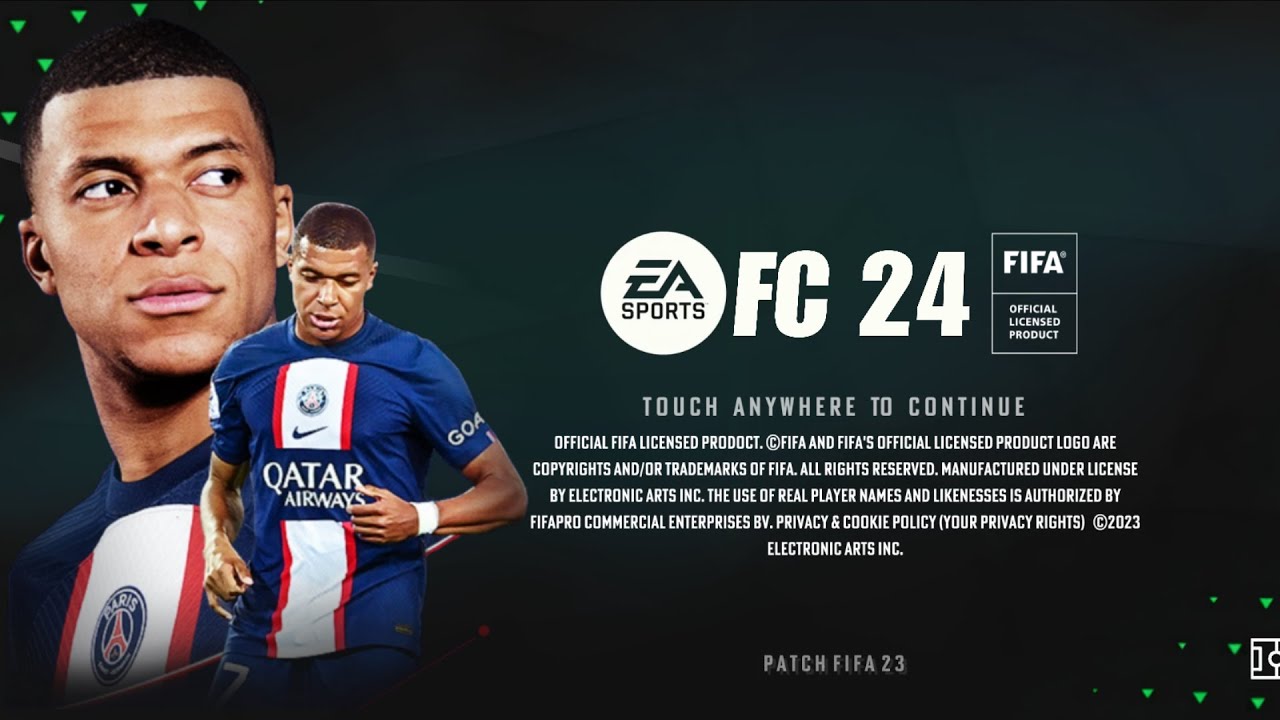 EA
SPORTS
FC 24
FIFA®
OFFICIAL
LICENSED
PRODUCT
TOUCH ANYWHERE TO CONTINUE
OFFICIAL FIFA LICENSED PRODOCT. ©FIFA AND FIFA'S OFFICIAL LICENSED PRODUCT LOGO ARE
COPYRIGHTS AND/OR TRADEMARKS OF FIFA. ALL RIGHTS RESERVED. MANUFACTURED UNDER LICENSE
BY ELECTRONIC ARTS INC. THE USE OF REAL PLAYER NAMES AND LIKENESSES IS AUTHORIZED BY
FIFAPRO COMMERCIAL ENTERPRISES BV. PRIVACY & COOKIE POLICY (YOUR PRIVACY RIGHTS) ©2023
ELECTRONIC ARTS INC.
PATCH FIFA 23
GOA
QATAR
AIRWAYS
PARIS
7